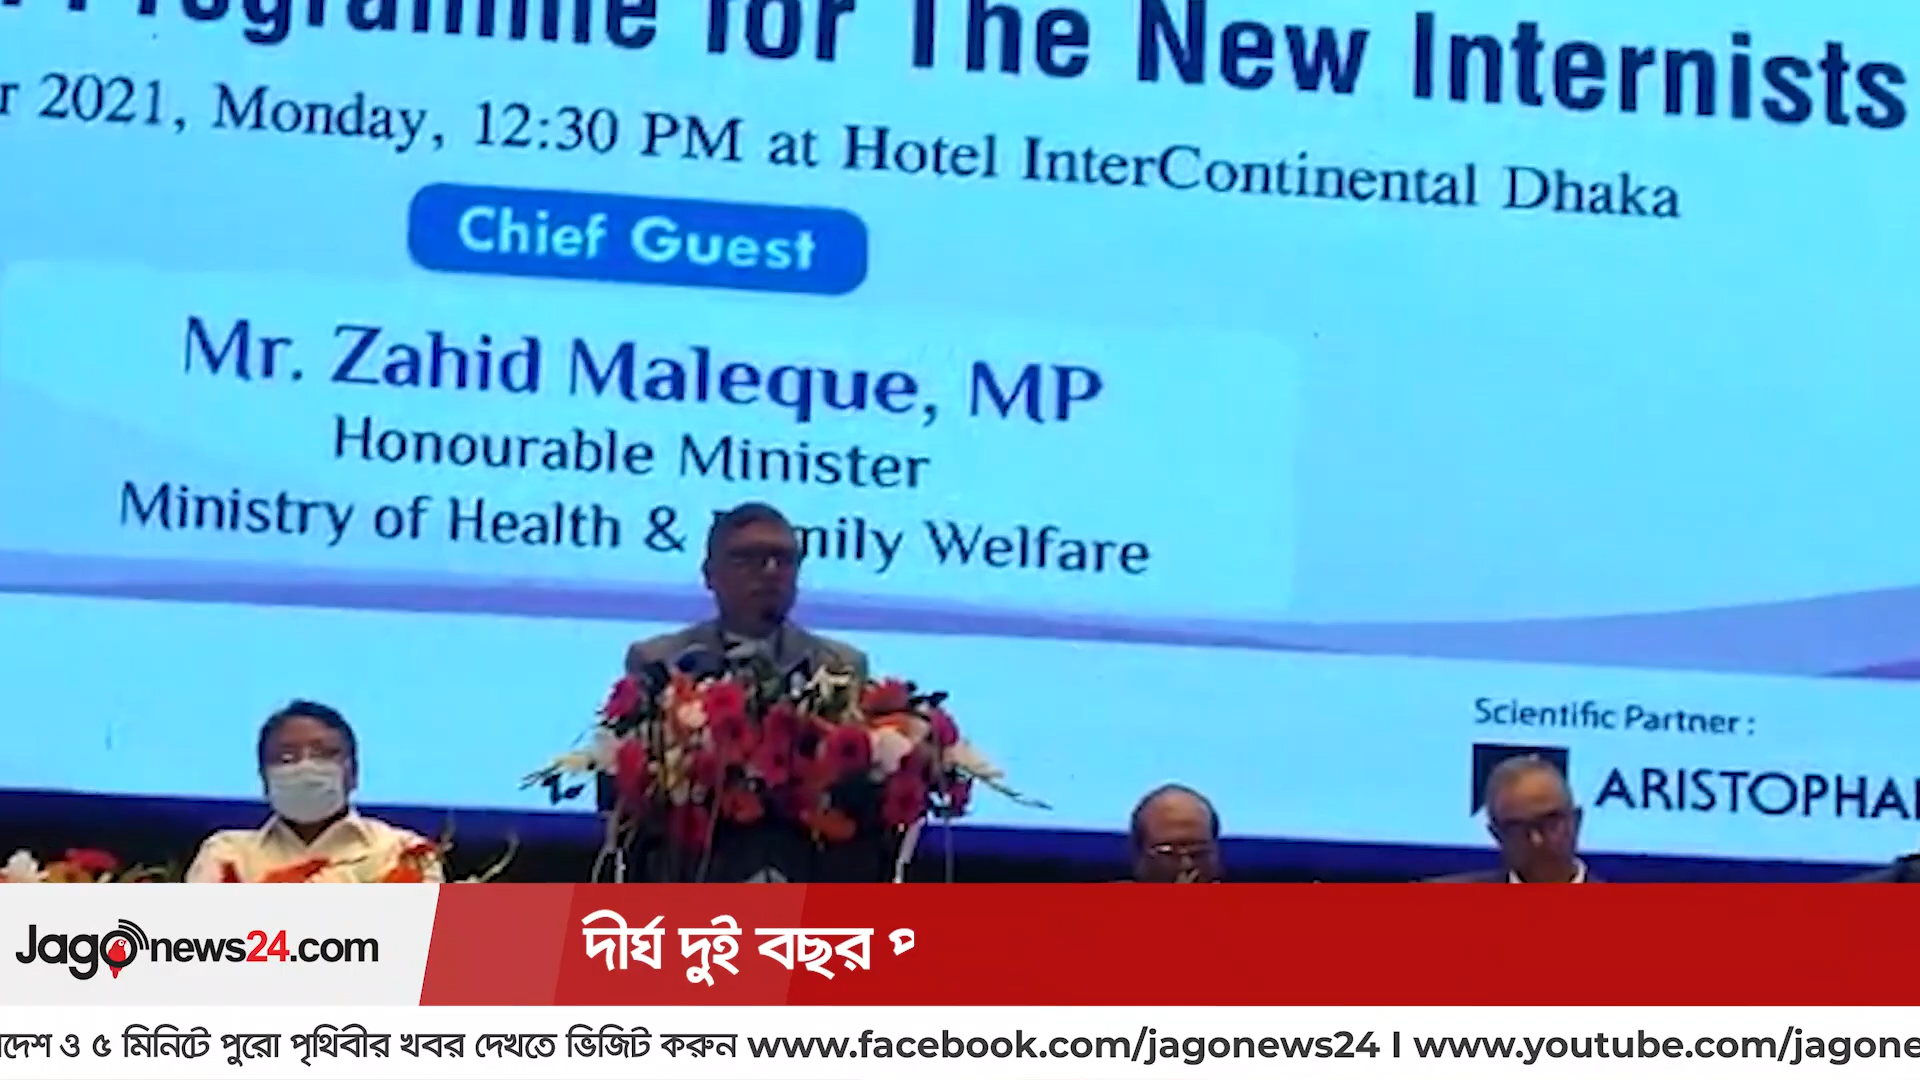 Programme for The New Internists
r 2021, Monday, 12:30 PM at Hotel InterContinental Dhaka
Chief Guest
Mr. Zahid Maleque, MP
Honourable Minister
Ministry of Health & Family Welfare
Scientific Partner :
ARISTOPHA
Jagonews24.com
দীর্ঘ দুই বছর প
দেশ ও ৫ মিনিটে পুরো পৃথিবীর খবর দেখতে ভিজিট করুন www.facebook.com/jagonews24 I www.youtube.com/jagone